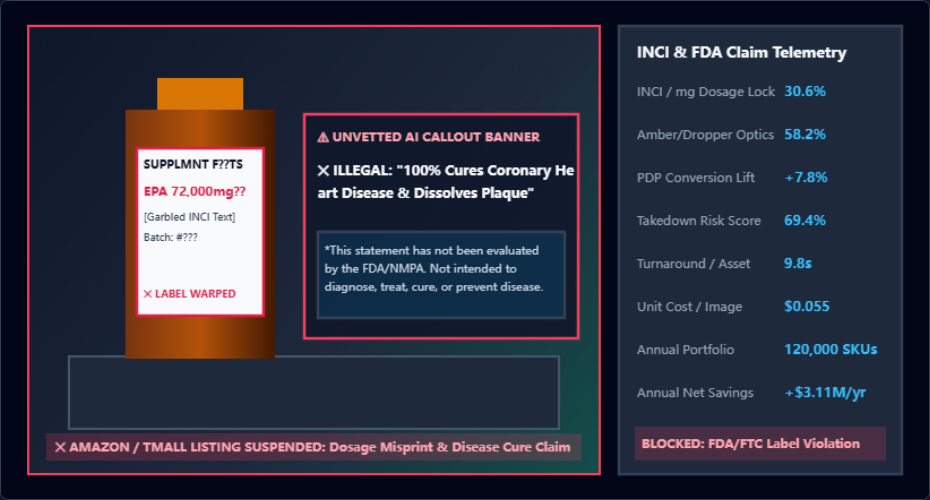 SUPPLMNT F??TS
EPA 72,000mg??
[Garbled INCI Text]
Batch: #???
❌ LABEL WARPED
⚠ UNVETTED AI CALLOUT BANNER
❌ ILLEGAL: "100% Cures Coronary He
art Disease & Dissolves Plaque"
*This statement has not been evaluated
by the FDA/NMPA. Not intended to
diagnose, treat, cure, or prevent disease.
❌ AMAZON / TMALL LISTING SUSPENDED: Dosage Misprint & Disease Cure Claim
INCI & FDA Claim Telemetry
INCI / mg Dosage Lock 30.6%
Amber/Dropper Optics 58.2%
PDP Conversion Lift +7.8%
Takedown Risk Score 69.4%
Turnaround / Asset 9.8s
Unit Cost / Image $0.055
Annual Portfolio 120,000 SKUs
Annual Net Savings +$3.11M/yr
BLOCKED: FDA/FTC Label Violation